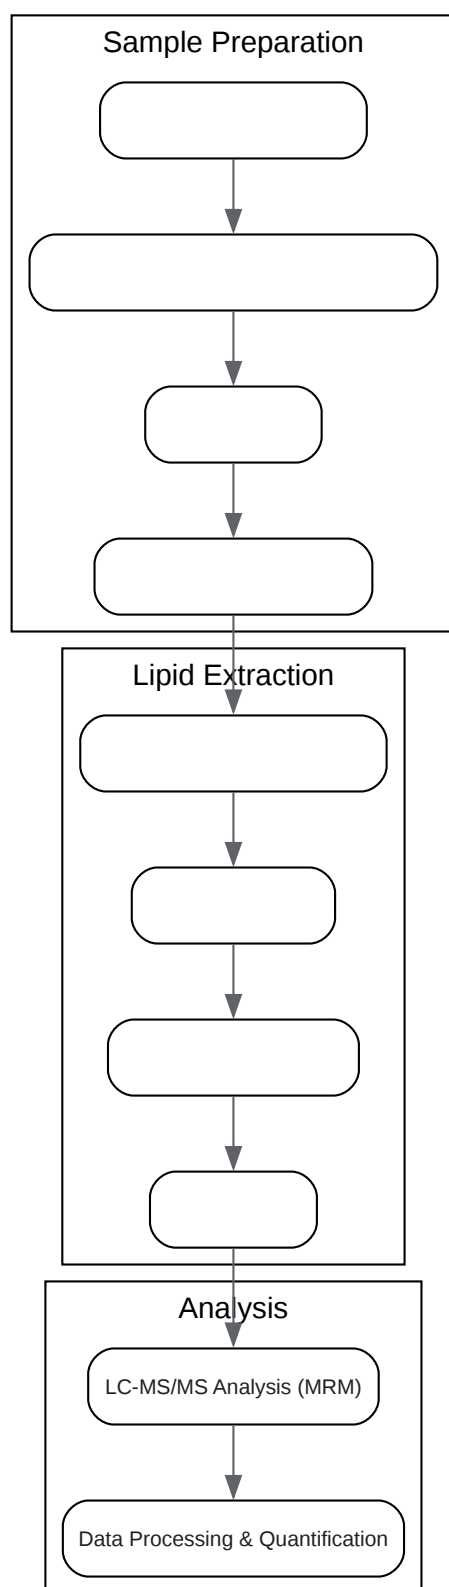 Sample Preparation
Lipid Extraction
Analysis
LC-MS/MS Analysis (MRM)
Data Processing & Quantification